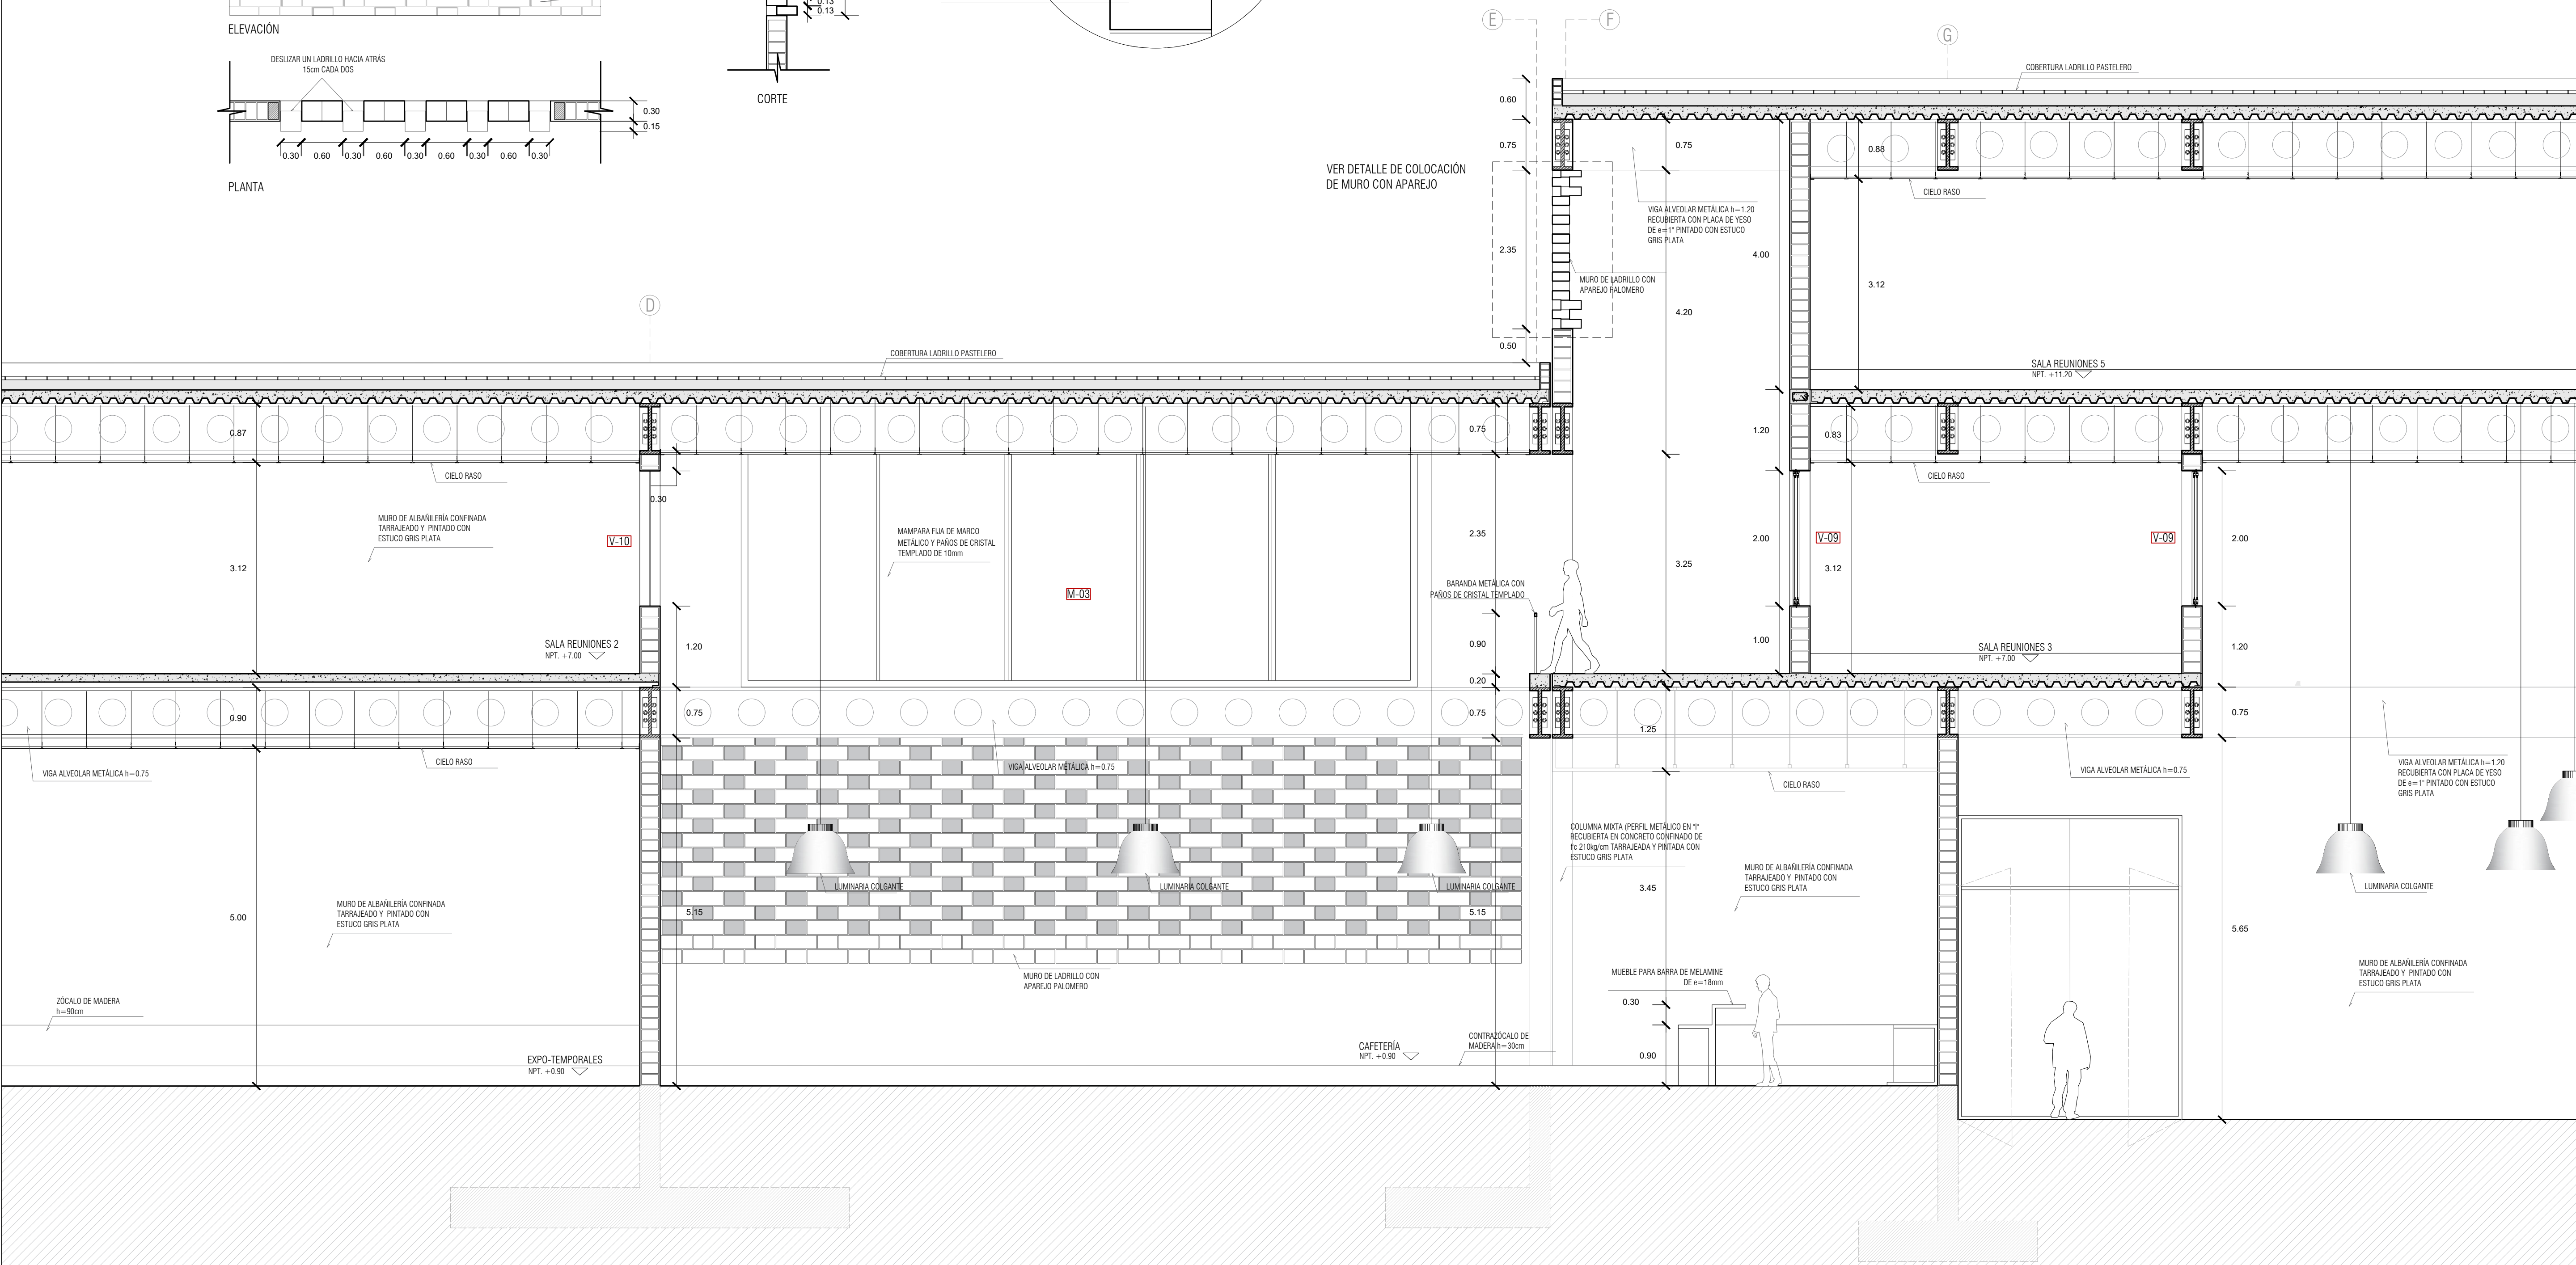 0.13
0.13
ELEVACIÓN
DESLIZAR UN LADRILLO HACIA ATRÁS
15cm CADA DOS
0.30
0.15
0.30 0.60 0.30 0.60 0.30 0.60 0.30 0.60 0.30
PLANTA
CORTE
E
F
G
D
COBERTURA LADRILLO PASTELERO
0.60
0.75
0.75
0.88
VER DETALLE DE COLOCACIÓN
DE MURO CON APAREJO
CIELO RASO
VIGA ALVEOLAR METÁLICA h=1.20
RECUBIERTA CON PLACA DE YESO
DE e=1" PINTADO CON ESTUCO
GRIS PLATA
2.35
4.00
3.12
MURO DE LADRILLO CON
APAREJO PALOMERO
4.20
0.50
SALA REUNIONES 5
NPT. +11.20
COBERTURA LADRILLO PASTELERO
0.87
0.75
1.20
0.83
CIELO RASO
CIELO RASO
0.30
MURO DE ALBAÑILERÍA CONFINADA
TARRAJEADO Y PINTADO CON
ESTUCO GRIS PLATA
V-10
MAMPARA FIJA DE MARCO
METÁLICO Y PAÑOS DE CRISTAL
TEMPLADO DE 10mm
2.35
2.00
V-09
V-09
2.00
3.12
3.25
3.12
M-03
BARANDA METÁLICA CON
PAÑOS DE CRISTAL TEMPLADO
SALA REUNIONES 2
NPT. +7.00
1.20
0.90
1.00
SALA REUNIONES 3
NPT. +7.00
1.20
0.20
0.90
0.75
0.75
1.25
0.75
VIGA ALVEOLAR METÁLICA h=0.75
CIELO RASO
VIGA ALVEOLAR METÁLICA h=0.75
CIELO RASO
VIGA ALVEOLAR METÁLICA h=0.75
VIGA ALVEOLAR METÁLICA h=1.20
RECUBIERTA CON PLACA DE YESO
DE e=1" PINTADO CON ESTUCO
GRIS PLATA
COLUMNA MIXTA (PERFIL METÁLICO EN "I"
RECUBIERTA EN CONCRETO CONFINADO DE
fc 210kg/cm TARRAJEADA Y PINTADA CON
ESTUCO GRIS PLATA
MURO DE ALBAÑILERÍA CONFINADA
TARRAJEADO Y PINTADO CON
ESTUCO GRIS PLATA
LUMINARIA COLGANTE
LUMINARIA COLGANTE
LUMINARIA COLGANTE
LUMINARIA COLGANTE
3.45
5.00
5.15
5.15
5.65
MURO DE ALBAÑILERÍA CONFINADA
TARRAJEADO Y PINTADO CON
ESTUCO GRIS PLATA
MURO DE LADRILLO CON
APAREJO PALOMERO
MUEBLE PARA BARRA DE MELAMINE
DE e=18mm
MURO DE ALBAÑILERÍA CONFINADA
TARRAJEADO Y PINTADO CON
ESTUCO GRIS PLATA
ZÓCALO DE MADERA
h=90cm
0.30
EXPO-TEMPORALES
NPT. +0.90
CAFETERÍA
NPT. +0.90
CONTRAZÓCALO DE
MADERA h=30cm
0.90